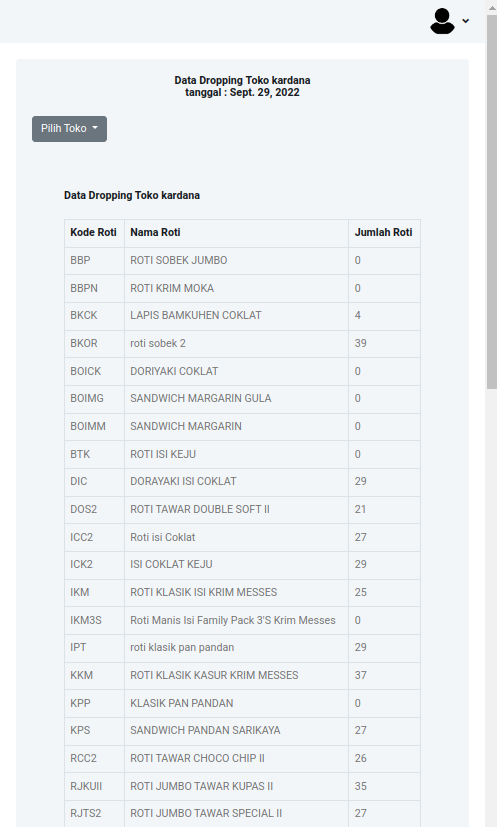 Data Dropping Toko kardana
tanggal : Sept. 29, 2022
Pilih Toko
Data Dropping Toko kardana
Kode Roti Nama Roti Jumlah Roti
BBP ROTI SOBEK JUMBO 0
BBPN ROTI KRIM MOKA 0
BKCK LAPIS BAMKUHEN COKLAT 4
BKOR roti sobek 2 39
BOICK DORIYAKI COKLAT 0
BOIMG SANDWICH MARGARIN GULA 0
BOIMM SANDWICH MARGARIN 0
BTK ROTI ISI KEJU 0
DIC DORAYAKI ISI COKLAT 29
DOS2 ROTI TAWAR DOUBLE SOFT II 21
ICC2 Roti isi Coklat 27
ICK2 ISI COKLAT KEJU 29
IKM ROTI KLASIK ISI KRIM MESSES 25
IKM3S Roti Manis Isi Family Pack 3'S Krim Messes 0
IPT roti klasik pan pandan 29
KKM ROTI KLASIK KASUR KRIM MESSES 37
KPP KLASIK PAN PANDAN 0
KPS SANDWICH PANDAN SARIKAYA 27
RCC2 ROTI TAWAR CHOCO CHIP II 26
RJKUII ROTI JUMBO TAWAR KUPAS II 35
RJTS2 ROTI JUMBO TAWAR SPECIAL II 27